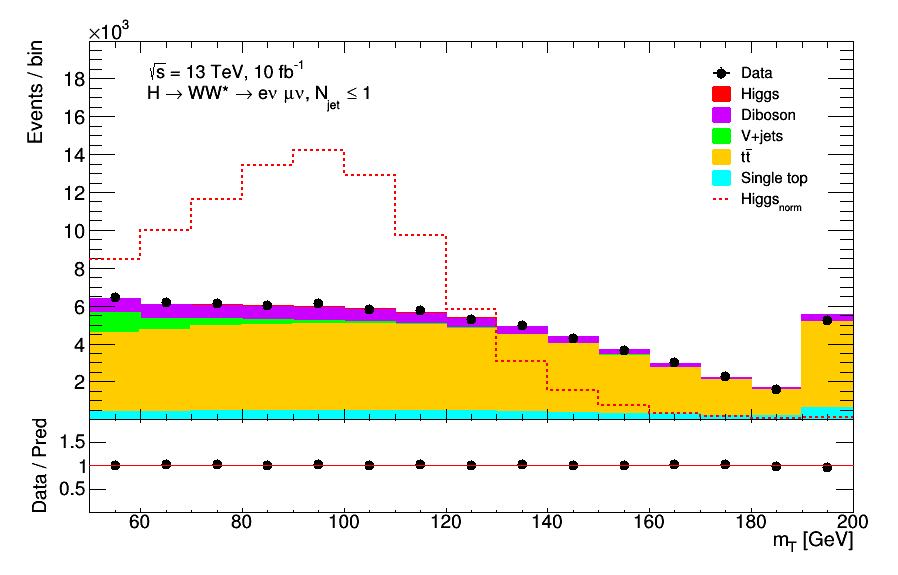 ×10³
Events / bin
18
16
14
12
10
8
6
4
2
√s = 13 TeV, 10 fb⁻¹
H → WW* → eν μν, N_jet ≤ 1
Data
Higgs
Diboson
V+jets
tt̄
Single top
Higgs_norm
Data / Pred
1.5
1
0.5
60 80 100 120 140 160 180 200
m_T [GeV]